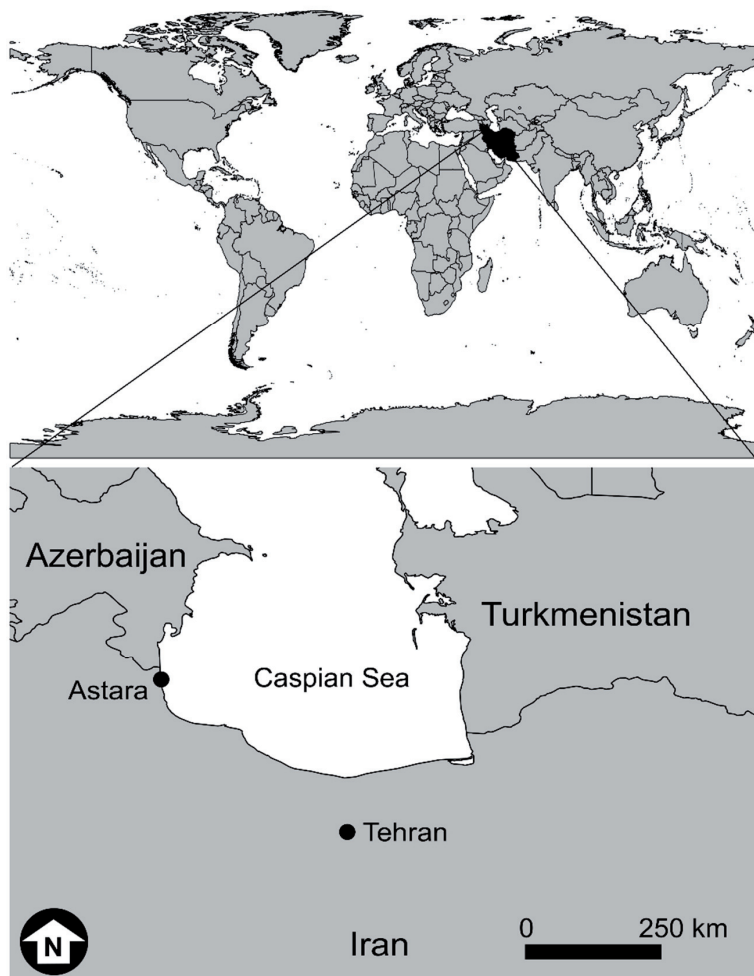 Azerbaijan
Turkmenistan
Caspian Sea
Astara
Tehran
N
Iran
0 250 km